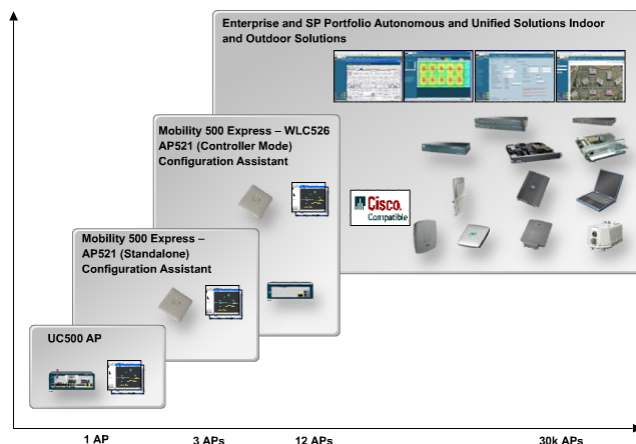 Enterprise and SP Portfolio Autonomous and Unified Solutions Indoor
and Outdoor Solutions
Mobility 500 Express – WLC526
AP521 (Controller Mode)
Configuration Assistant
Cisco.
Compatible
Mobility 500 Express –
AP521 (Standalone)
Configuration Assistant
UC500 AP
1 AP
3 APs
12 APs
30k APs